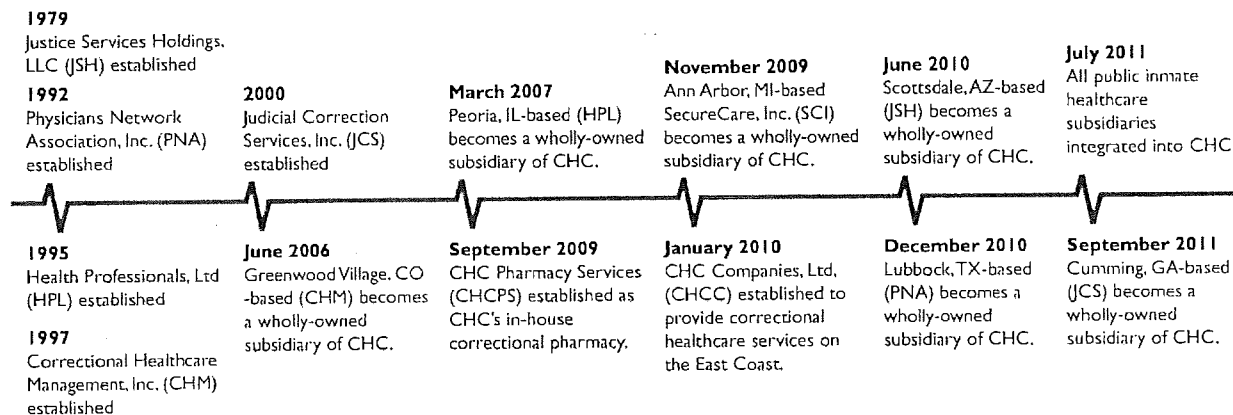 1979
Justice Services Holdings,
LLC (JSH) established
1992
Physicians Network
Association, Inc. (PNA)
established
2000
Judicial Correction
Services, Inc. (JCS)
established
March 2007
Peoria, IL-based (HPL)
becomes a wholly-owned
subsidiary of CHC.
November 2009
Ann Arbor, MI-based
SecureCare, Inc. (SCI)
becomes a wholly-owned
subsidiary of CHC.
June 2010
Scottsdale, AZ-based
(JSH) becomes a
wholly-owned
subsidiary of CHC.
July 2011
All public inmate
healthcare
subsidiaries
integrated into CHC
1995
Health Professionals, Ltd
(HPL) established
1997
Correctional Healthcare
Management, Inc. (CHM)
established
June 2006
Greenwood Village, CO
-based (CHM) becomes
a wholly-owned
subsidiary of CHC.
September 2009
CHC Pharmacy Services
(CHCPS) established as
CHC's in-house
correctional pharmacy.
January 2010
CHC Companies, Ltd,
(CHCC) established to
provide correctional
healthcare services on
the East Coast.
December 2010
Lubbock, TX-based
(PNA) becomes a
wholly-owned
subsidiary of CHC.
September 2011
Cumming, GA-based
(JCS) becomes a
wholly-owned
subsidiary of CHC.